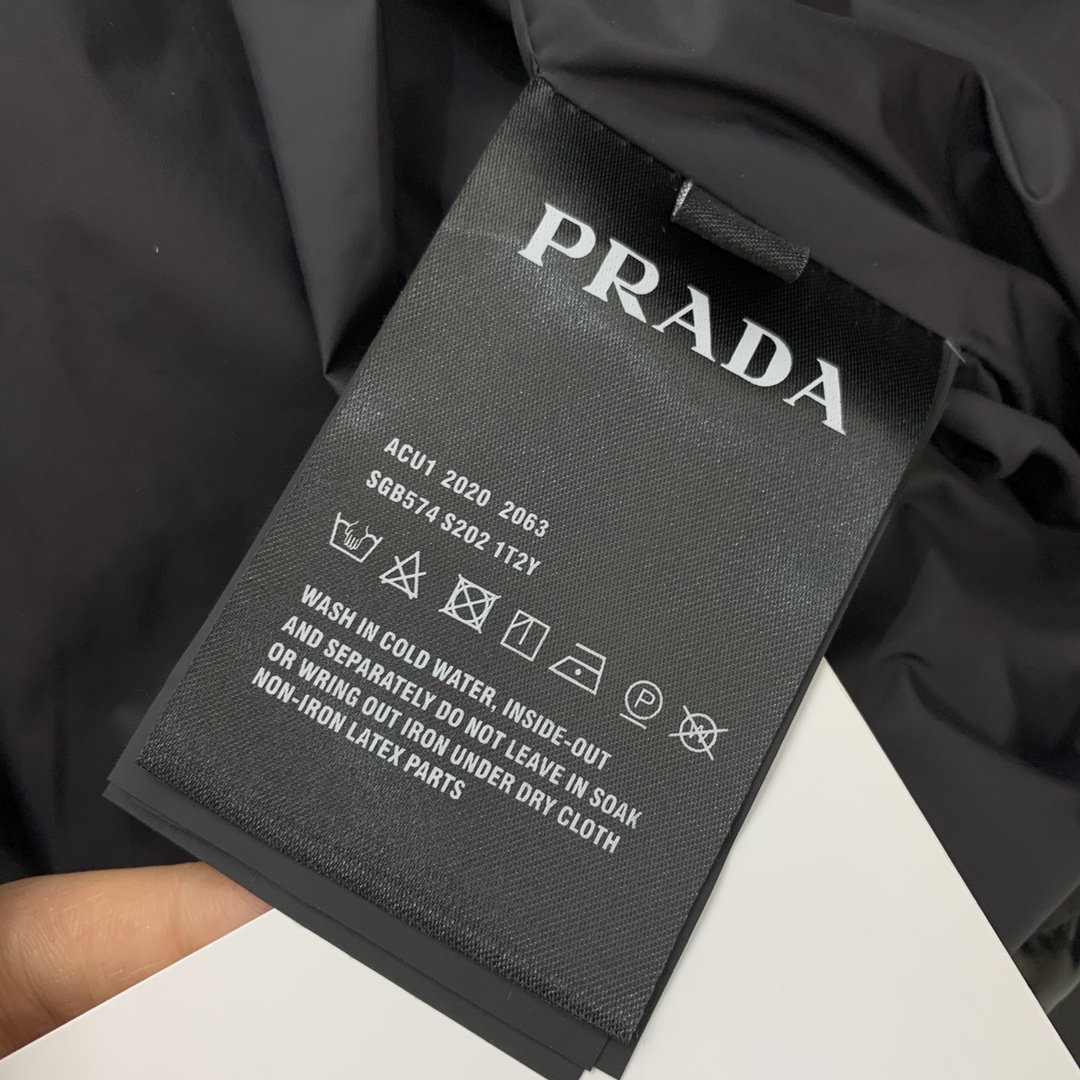 PRADA
ACU1 2020 2063
SGB574 S202 1T2Y
P
WASH IN COLD WATER, INSIDE-OUT
AND SEPARATELY DO NOT LEAVE IN SOAK
OR WRING OUT IRON UNDER DRY CLOTH
NON-IRON LATEX PARTS